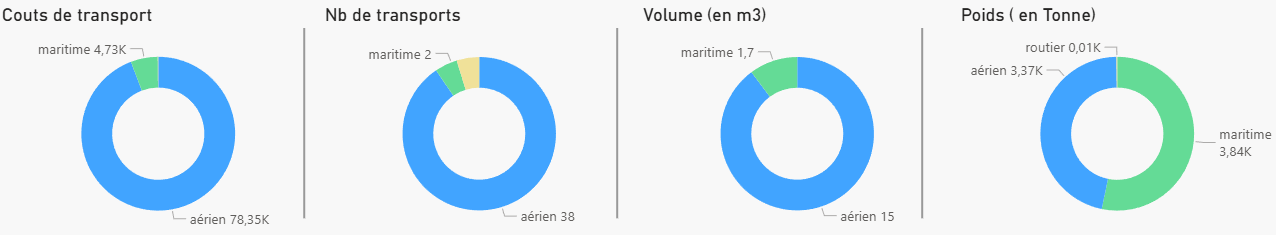 Couts de transport
Nb de transports
Volume (en m3)
Poids ( en Tonne)
maritime 4,73K
aérien 78,35K
maritime 2
aérien 38
maritime 1,7
aérien 15
routier 0,01K
aérien 3,37K
maritime
3,84K